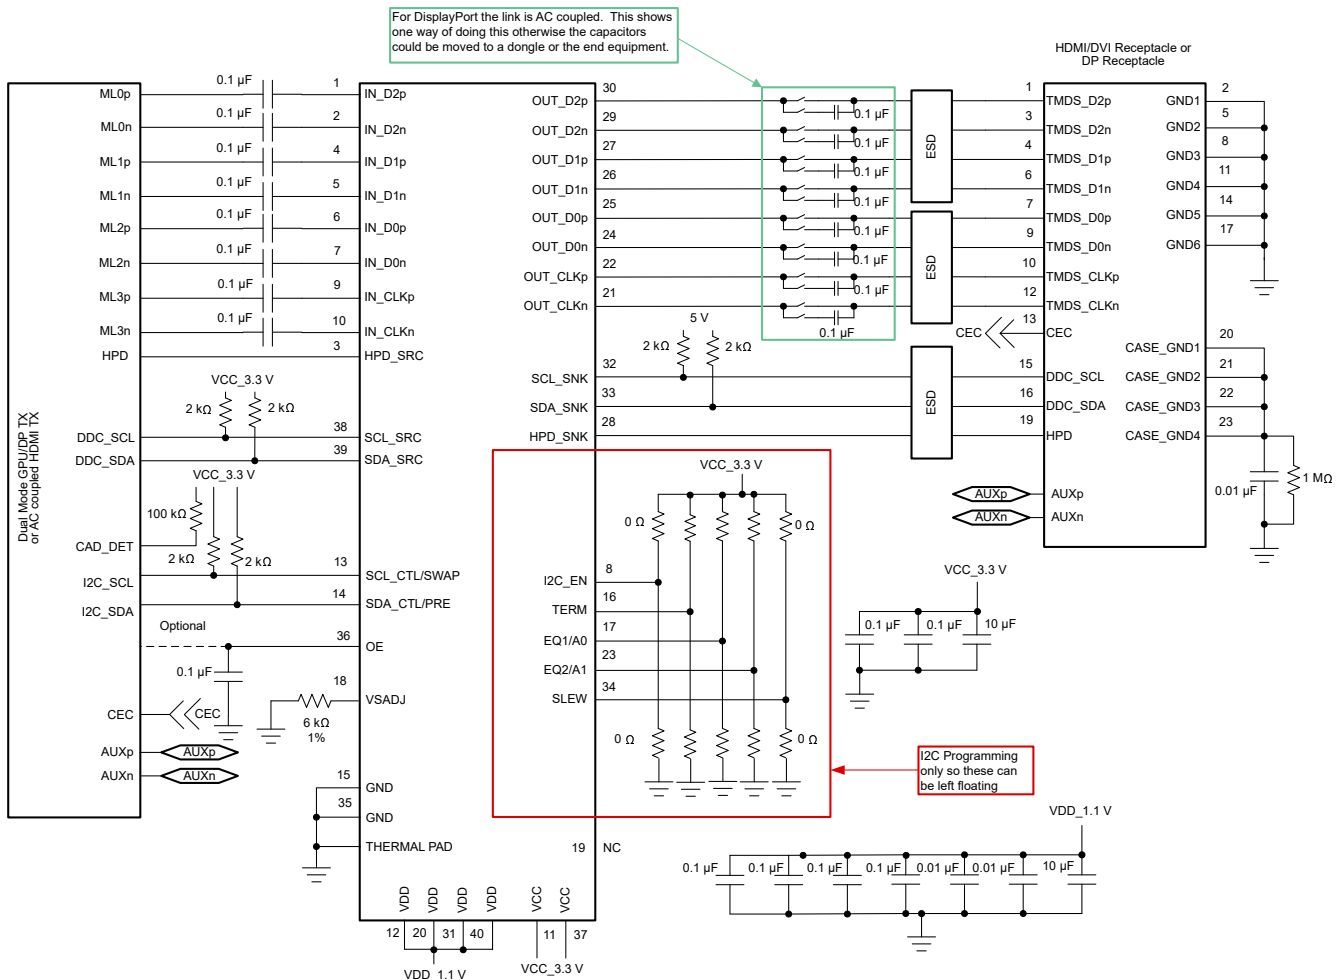 For DisplayPort the link is AC coupled. This shows
one way of doing this otherwise the capacitors
could be moved to a dongle or the end equipment.
HDMI/DVI Receptacle or
DP Receptacle
Dual Mode GPU/DP TX
or AC coupled HDMI TX
ML0p 0.1 µF 1 IN_D2p
ML0n 0.1 µF 2 IN_D2n
ML1p 0.1 µF 4 IN_D1p
ML1n 0.1 µF 5 IN_D1n
ML2p 0.1 µF 6 IN_D0p
ML2n 0.1 µF 7 IN_D0n
ML3p 0.1 µF 9 IN_CLKp
ML3n 0.1 µF 10 IN_CLKn
HPD 3 HPD_SRC
VCC_3.3 V
2 kΩ 2 kΩ
DDC_SCL 38 SCL_SRC
DDC_SDA 39 SDA_SRC
VCC_3.3 V
100 kΩ
CAD_DET
2 kΩ 2 kΩ
I2C_SCL 13 SCL_CTL/SWAP
I2C_SDA 14 SDA_CTL/PRE
Optional
36 OE
0.1 µF
18 VSADJ
6 kΩ
1%
CEC CEC
AUXp AUXp
AUXn AUXn
15 GND
35 GND
THERMAL PAD
VDD VDD VDD VDD VCC VCC
12 20 31 40 11 37
VDD_1.1 V VCC_3.3 V
OUT_D2p 30 0.1 µF
OUT_D2n 29 0.1 µF
OUT_D1p 27 0.1 µF
OUT_D1n 26 0.1 µF
OUT_D0p 25 0.1 µF
OUT_D0n 24 0.1 µF
OUT_CLKp 22 0.1 µF
OUT_CLKn 21 0.1 µF
5 V
2 kΩ 2 kΩ
SCL_SNK 32
SDA_SNK 33
HPD_SNK 28
ESD
ESD
ESD
VCC_3.3 V
0 Ω 0 Ω
I2C_EN 8
TERM 16
EQ1/A0 17
EQ2/A1 23
SLEW 34
0 Ω 0 Ω
19 NC
I2C Programming
only so these can
be left floating
1 TMDS_D2p
3 TMDS_D2n
4 TMDS_D1p
6 TMDS_D1n
7 TMDS_D0p
9 TMDS_D0n
10 TMDS_CLKp
12 TMDS_CLKn
CEC 13 CEC
15 DDC_SCL
16 DDC_SDA
19 HPD
AUXp AUXp
AUXn AUXn
GND1 2
GND2 5
GND3 8
GND4 11
GND5 14
GND6 17
CASE_GND1 20
CASE_GND2 21
CASE_GND3 22
CASE_GND4 23
0.01 µF 1 MΩ
VCC_3.3 V
0.1 µF 0.1 µF 10 µF
VDD_1.1 V
0.1 µF 0.1 µF 0.1 µF 0.1 µF 0.01 µF 0.01 µF 10 µF